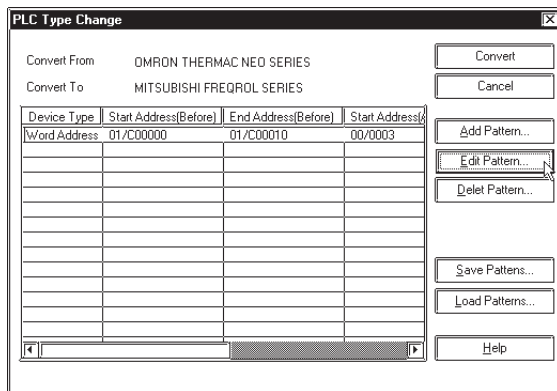 PLC Type Change
Convert From OMRON THERMAC NEO SERIES
Convert To MITSUBISHI FREQROL SERIES
Convert
Cancel
Device Type Start Address(Before) End Address(Before) Start Address(A
Word Address 01/C00000 01/C00010 00/0003
Add Pattern...
Edit Pattern...
Delet Pattern...
Save Pattens...
Load Patterns...
Help